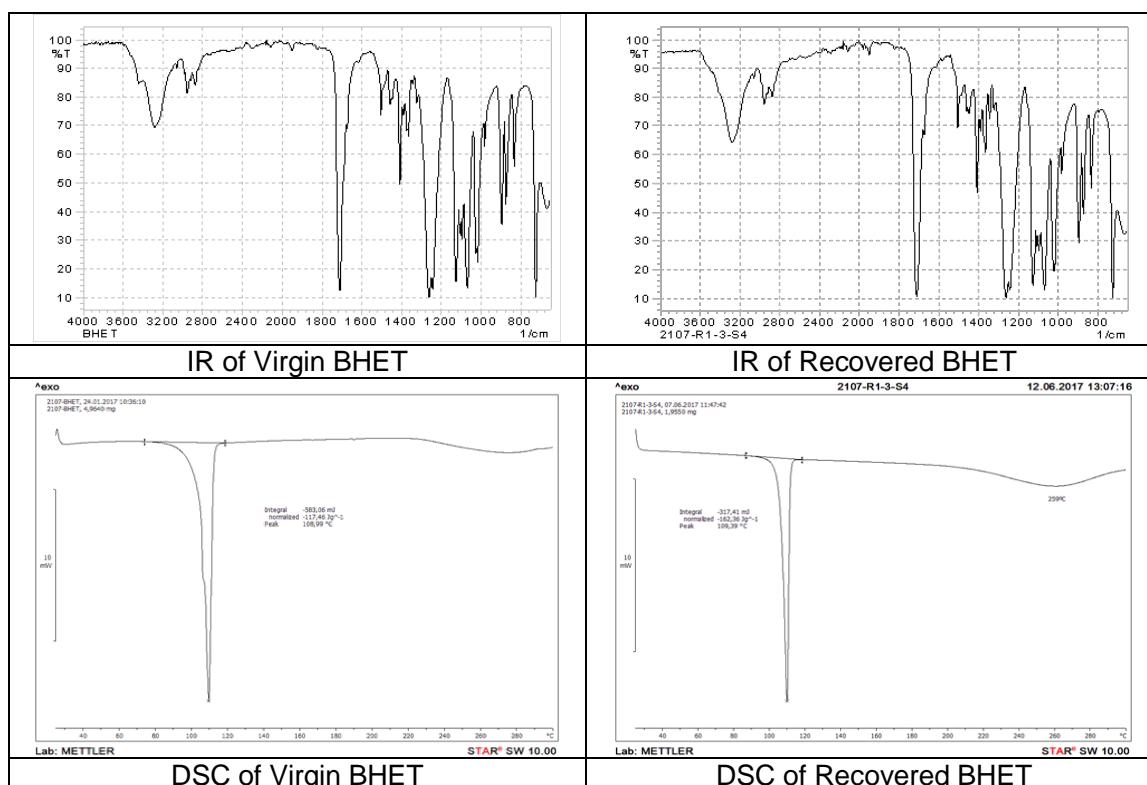 100
%T
90
80
70
60
50
40
30
20
10
4000 3600 3200 2800 2400 2000 1800 1600 1400 1200 1000 800
BHET 1/cm
IR of Virgin BHET
100
%T
90
80
70
60
50
40
30
20
10
4000 3600 3200 2800 2400 2000 1800 1600 1400 1200 1000 800
2107-R1-3-S4 1/cm
IR of Recovered BHET
^exo
2107-BHET, 24.01.2017 10:36:10
2107-BHET, 4,9640 mg
Integral -583,06 mJ
normalized -117,46 Jg^-1
Peak 108,99 °C
10
mW
40 60 80 100 120 140 160 180 200 220 240 260 280 °C
Lab: METTLER STAR® SW 10.00
DSC of Virgin BHET
^exo 2107-R1-3-S4 12.06.2017 13:07:16
2107-R1-3-S4, 07.06.2017 11:47:42
2107-R1-3-S4, 1,9550 mg
Integral -317,41 mJ
normalized -162,36 Jg^-1
Peak 109,39 °C
259ºC
10
mW
40 60 80 100 120 140 160 180 200 220 240 260 280 °C
Lab: METTLER STAR® SW 10.00
DSC of Recovered BHET